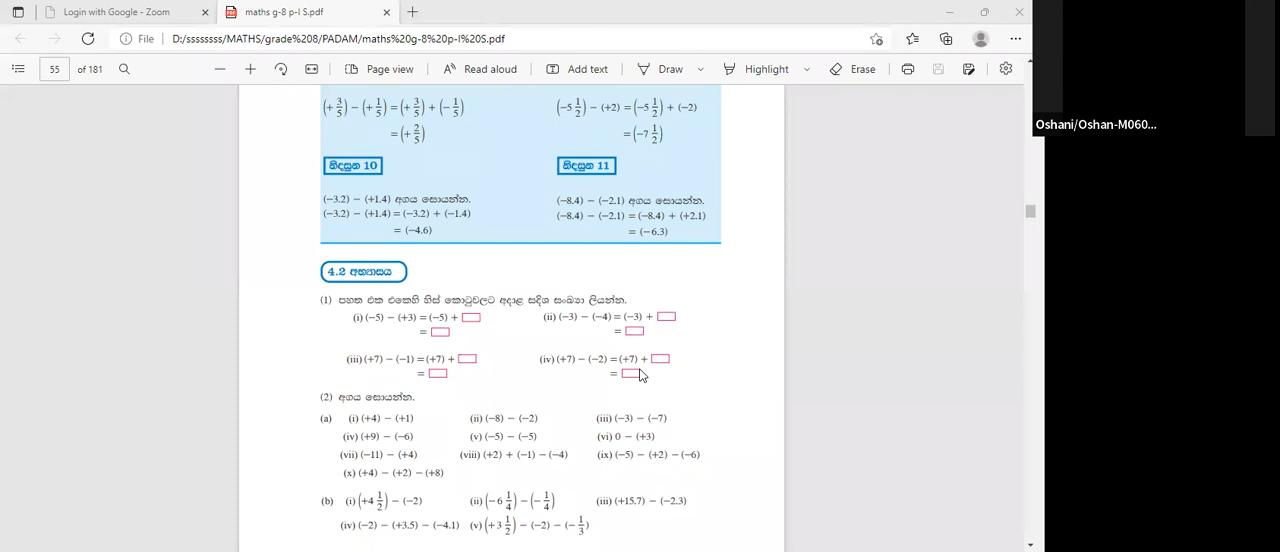 Login with Google - Zoom
maths g-8 p-I S.pdf
File D:/ssssssss/MATHS/grade%208/PADAM/maths%20g-8%20p-I%20S.pdf
55 of 181 Page view Read aloud Add text Draw Highlight Erase
Oshani/Oshan-M060...
(+3/5) − (+1/5) = (+3/5) + (−1/5)
= (+2/5)
(−5 1/2) − (+2) = (−5 1/2) + (−2)
= (−7 1/2)
නිදසුන 10
(−3.2) − (+1.4) අගය සොයන්න.
(−3.2) − (+1.4) = (−3.2) + (−1.4)
= (−4.6)
නිදසුන 11
(−8.4) − (−2.1) අගය සොයන්න.
(−8.4) − (−2.1) = (−8.4) + (+2.1)
= (−6.3)
4.2 අභ්‍යාසය
(1) පහත එක එකෙහි හිස් කොටුවලට අදාළ සදිශ සංඛ්‍යා ලියන්න.
(i) (−5) − (+3) = (−5) +
=
(ii) (−3) − (−4) = (−3) +
=
(iii) (+7) − (−1) = (+7) +
=
(iv) (+7) − (−2) = (+7) +
=
(2) අගය සොයන්න.
(a) (i) (+4) − (+1) (ii) (−8) − (−2) (iii) (−3) − (−7)
(iv) (+9) − (−6) (v) (−5) − (−5) (vi) 0 − (+3)
(vii) (−11) − (+4) (viii) (+2) + (−1) − (−4) (ix) (−5) − (+2) − (−6)
(x) (+4) − (+2) − (+8)
(b) (i) (+4 1/2) − (−2) (ii) (−6 1/4) − (−1/4) (iii) (+15.7) − (−2.3)
(iv) (−2) − (+3.5) − (−4.1) (v) (+3 1/2) − (−2) − (−1/3)